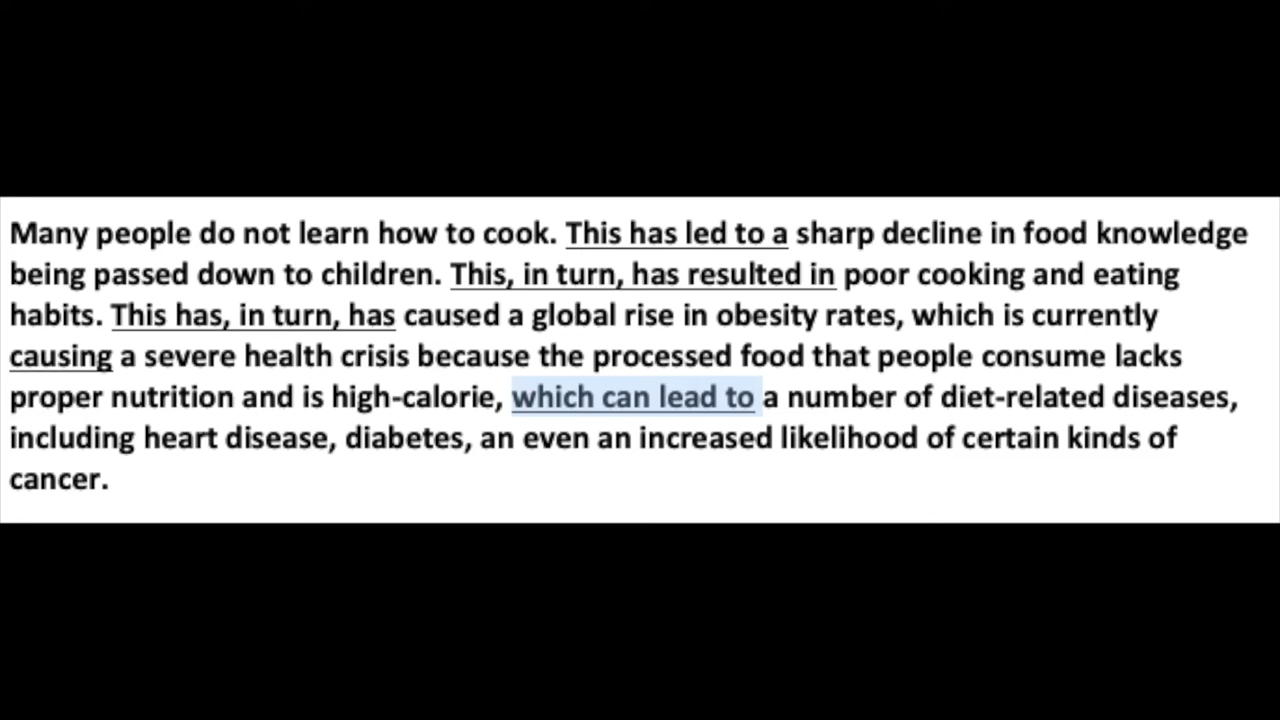 Many people do not learn how to cook. This has led to a sharp decline in food knowledge
being passed down to children. This, in turn, has resulted in poor cooking and eating
habits. This has, in turn, has caused a global rise in obesity rates, which is currently
causing a severe health crisis because the processed food that people consume lacks
proper nutrition and is high-calorie, which can lead to a number of diet-related diseases,
including heart disease, diabetes, an even an increased likelihood of certain kinds of
cancer.